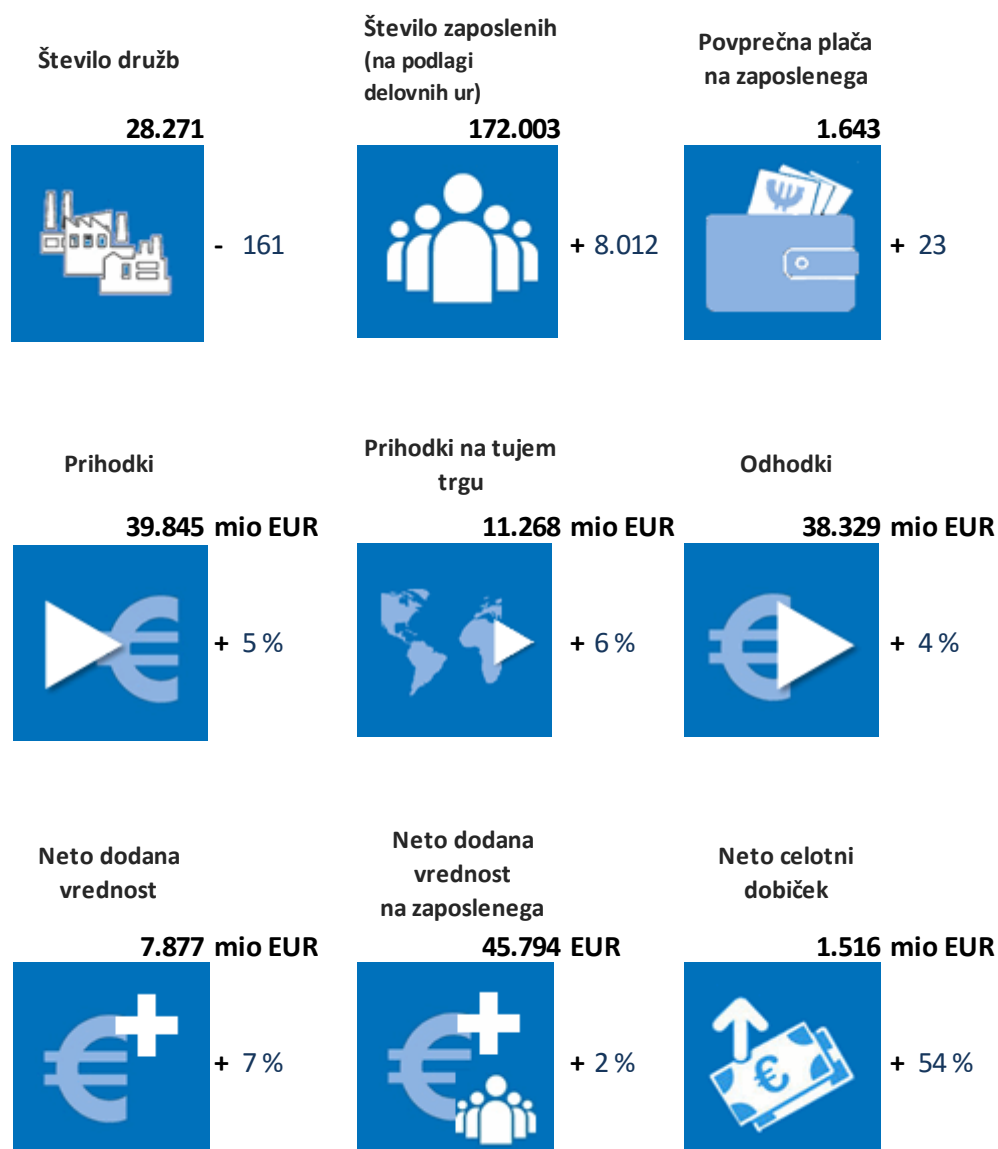 Število družb
28.271
- 161
Število zaposlenih
(na podlagi
delovnih ur)
172.003
+ 8.012
Povprečna plača
na zaposlenega
1.643
+ 23
Prihodki
39.845 mio EUR
+ 5 %
Prihodki na tujem
trgu
11.268 mio EUR
+ 6 %
Odhodki
38.329 mio EUR
+ 4 %
Neto dodana
vrednost
7.877 mio EUR
+ 7 %
Neto dodana
vrednost
na zaposlenega
45.794 EUR
+ 2 %
Neto celotni
dobiček
1.516 mio EUR
+ 54 %